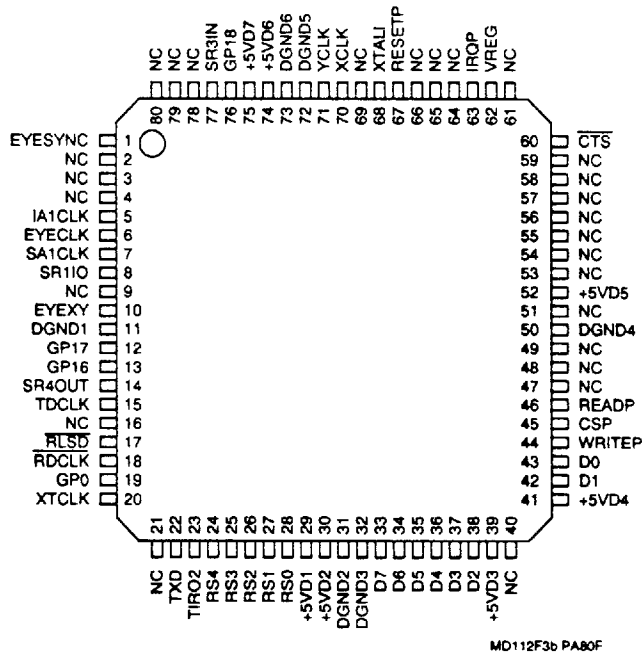 NC
NC
NC
SR3IN
GP18
+5VD7
+5VD6
DGND6
DGND5
YCLK
XCLK
NC
XTALI
RESETP
NC
NC
NC
IRQP
VREG
NC
80 79 78 77 76 75 74 73 72 71 70 69 68 67 66 65 64 63 62 61
EYESYNC 1
NC 2
NC 3
NC 4
IA1CLK 5
EYECLK 6
SA1CLK 7
SR1IO 8
NC 9
EYEXY 10
DGND1 11
GP17 12
GP16 13
SR4OUT 14
TDCLK 15
NC 16
RLSD 17
RDCLK 18
GP0 19
XTCLK 20
60 CTS
59 NC
58 NC
57 NC
56 NC
55 NC
54 NC
53 NC
52 +5VD5
51 NC
50 DGND4
49 NC
48 NC
47 NC
46 READP
45 CSP
44 WRITEP
43 D0
42 D1
41 +5VD4
21 22 23 24 25 26 27 28 29 30 31 32 33 34 35 36 37 38 39 40
NC
TXD
TIRO2
RS4
RS3
RS2
RS1
RS0
+5VD1
+5VD2
DGND2
DGND3
D7
D6
D5
D4
D3
D2
+5VD3
NC
MD112F3b PA80F